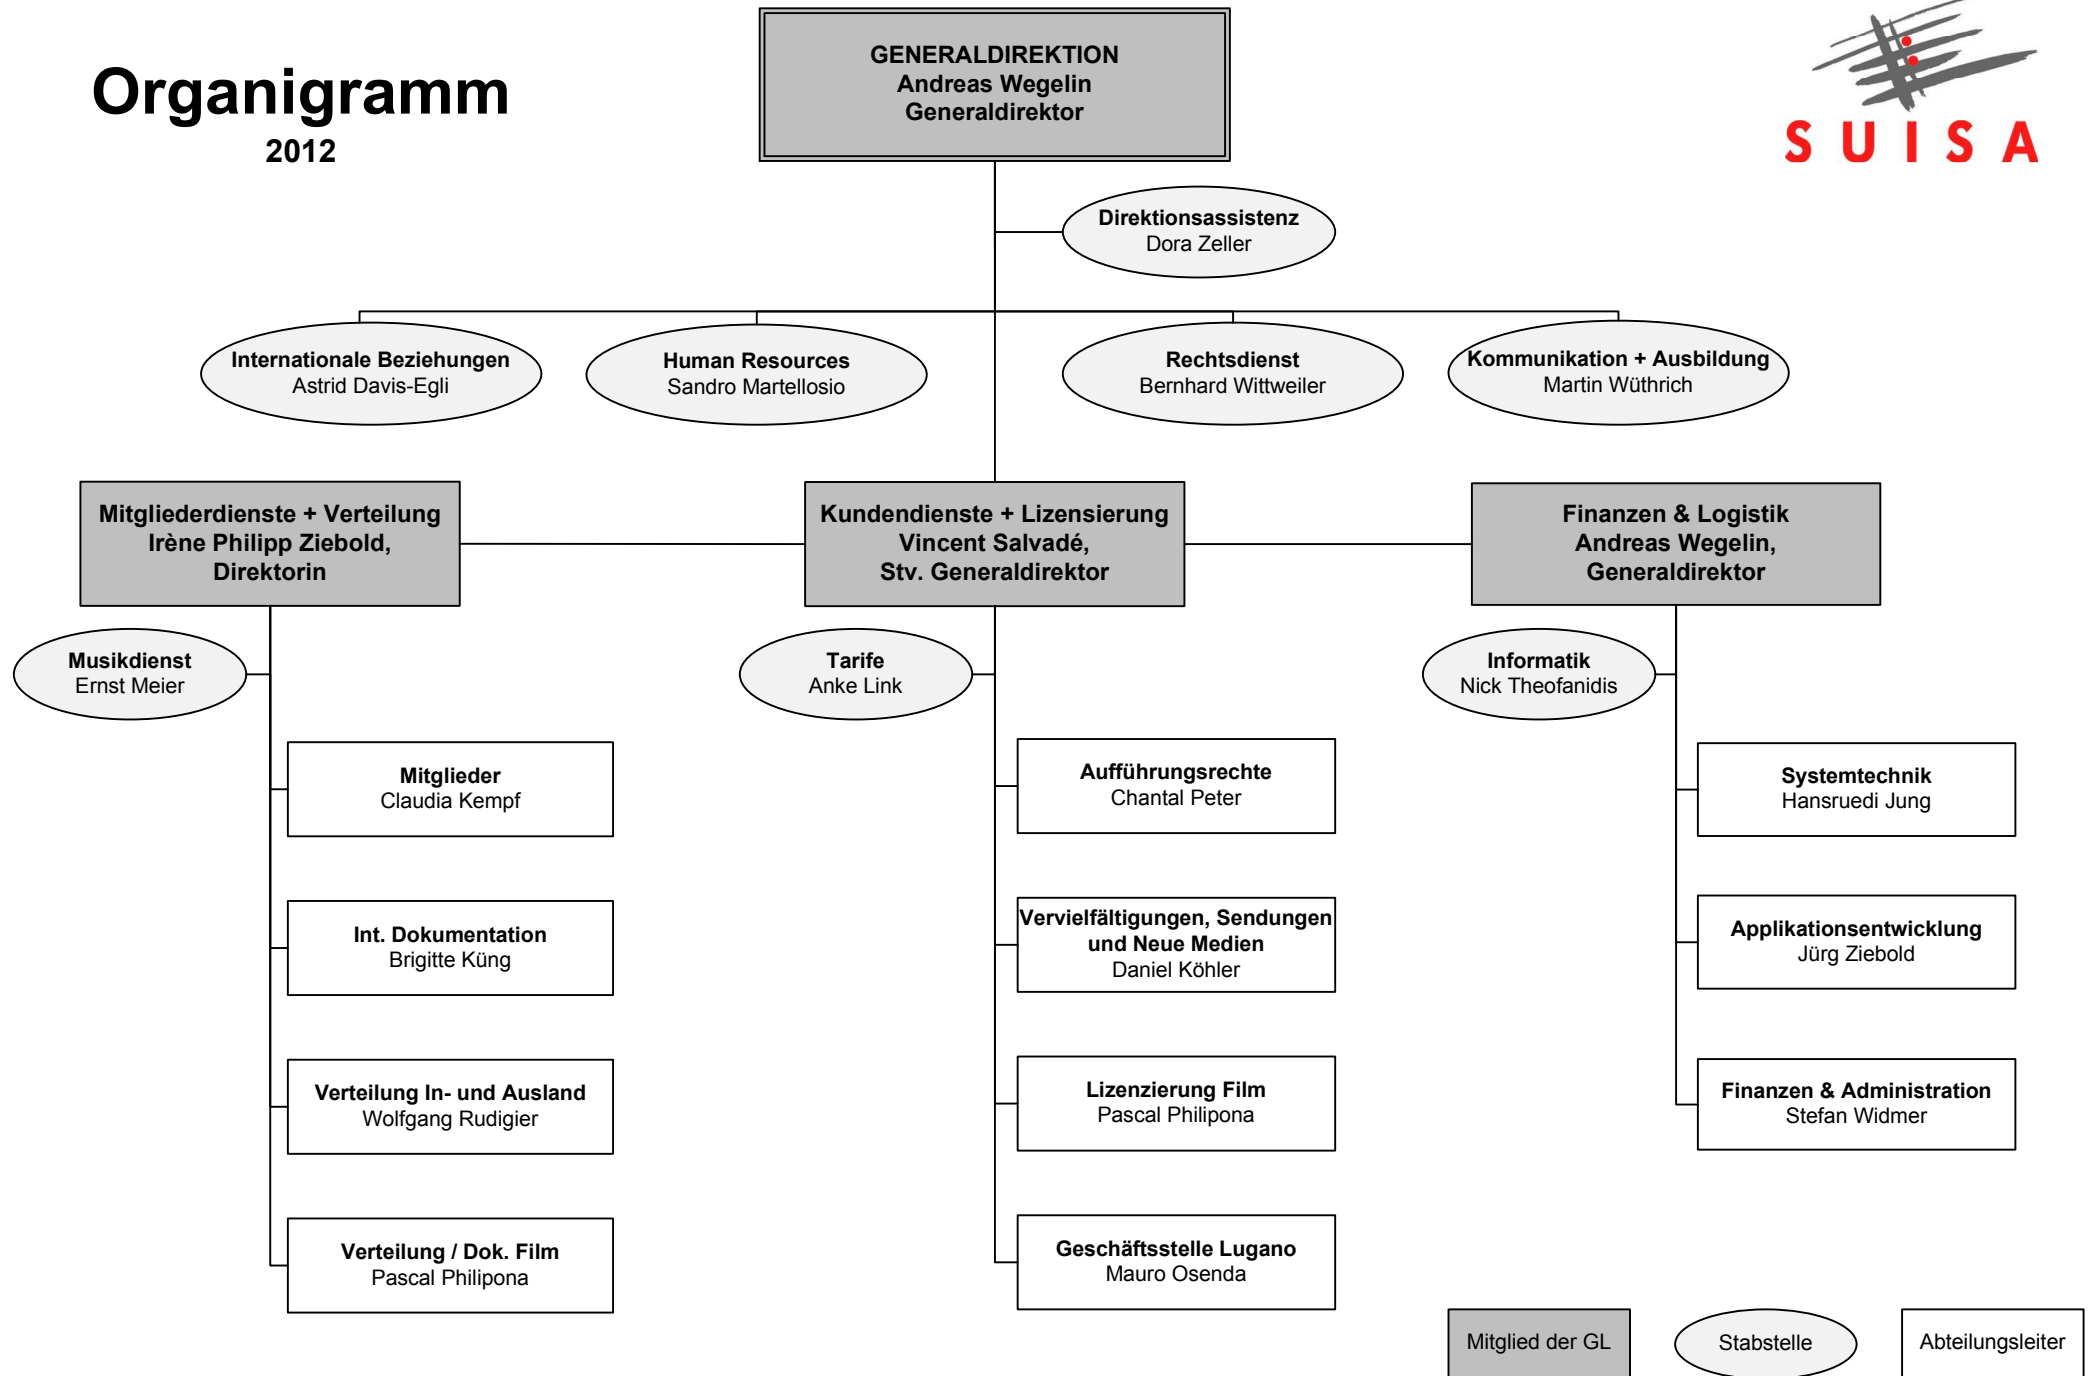 Organigramm
2012
GENERALDIREKTION
Andreas Wegelin
Generaldirektor
SUISA
Direktionsassistenz
Dora Zeller
Internationale Beziehungen
Astrid Davis-Egli
Human Resources
Sandro Martellosio
Rechtsdienst
Bernhard Wittweiler
Kommunikation + Ausbildung
Martin Wüthrich
Mitgliederdienste + Verteilung
Irène Philipp Ziebold,
Direktorin
Kundendienste + Lizensierung
Vincent Salvadé,
Stv. Generaldirektor
Finanzen & Logistik
Andreas Wegelin,
Generaldirektor
Musikdienst
Ernst Meier
Tarife
Anke Link
Informatik
Nick Theofanidis
Mitglieder
Claudia Kempf
Aufführungsrechte
Chantal Peter
Systemtechnik
Hansruedi Jung
Int. Dokumentation
Brigitte Küng
Vervielfältigungen, Sendungen
und Neue Medien
Daniel Köhler
Applikationsentwicklung
Jürg Ziebold
Verteilung In- und Ausland
Wolfgang Rudigier
Lizenzierung Film
Pascal Philipona
Finanzen & Administration
Stefan Widmer
Verteilung / Dok. Film
Pascal Philipona
Geschäftsstelle Lugano
Mauro Osenda
Mitglied der GL
Stabstelle
Abteilungsleiter